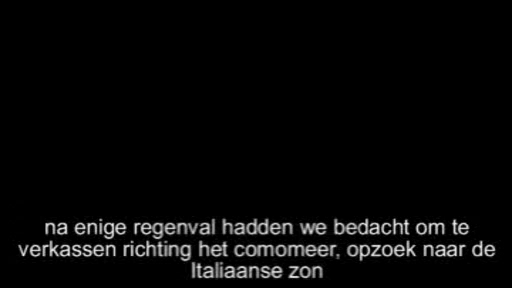 na enige regenval hadden we bedacht om te
verkassen richting het comomeer, opzoek naar de
Italiaanse zon